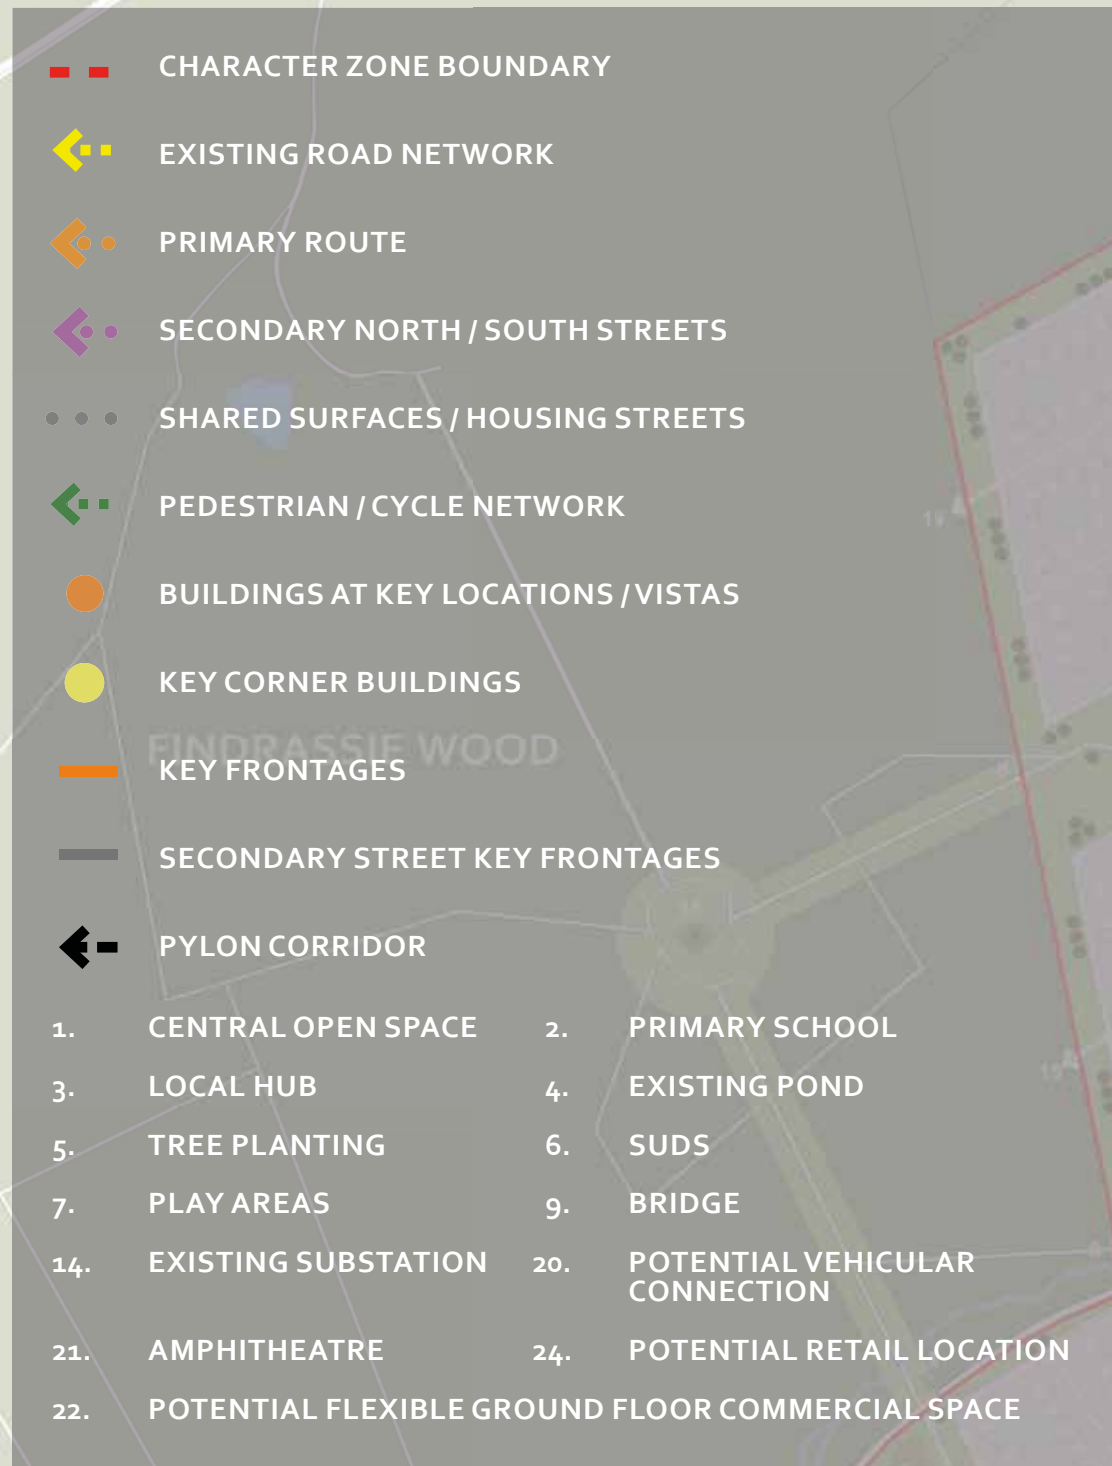 CHARACTER ZONE BOUNDARY
EXISTING ROAD NETWORK
PRIMARY ROUTE
SECONDARY NORTH / SOUTH STREETS
SHARED SURFACES / HOUSING STREETS
PEDESTRIAN / CYCLE NETWORK
BUILDINGS AT KEY LOCATIONS / VISTAS
KEY CORNER BUILDINGS
FINDRASSIE WOOD
KEY FRONTAGES
SECONDARY STREET KEY FRONTAGES
PYLON CORRIDOR
1. CENTRAL OPEN SPACE 2. PRIMARY SCHOOL
3. LOCAL HUB 4. EXISTING POND
5. TREE PLANTING 6. SUDS
7. PLAY AREAS 9. BRIDGE
14. EXISTING SUBSTATION 20. POTENTIAL VEHICULAR
CONNECTION
21. AMPHITHEATRE 24. POTENTIAL RETAIL LOCATION
22. POTENTIAL FLEXIBLE GROUND FLOOR COMMERCIAL SPACE